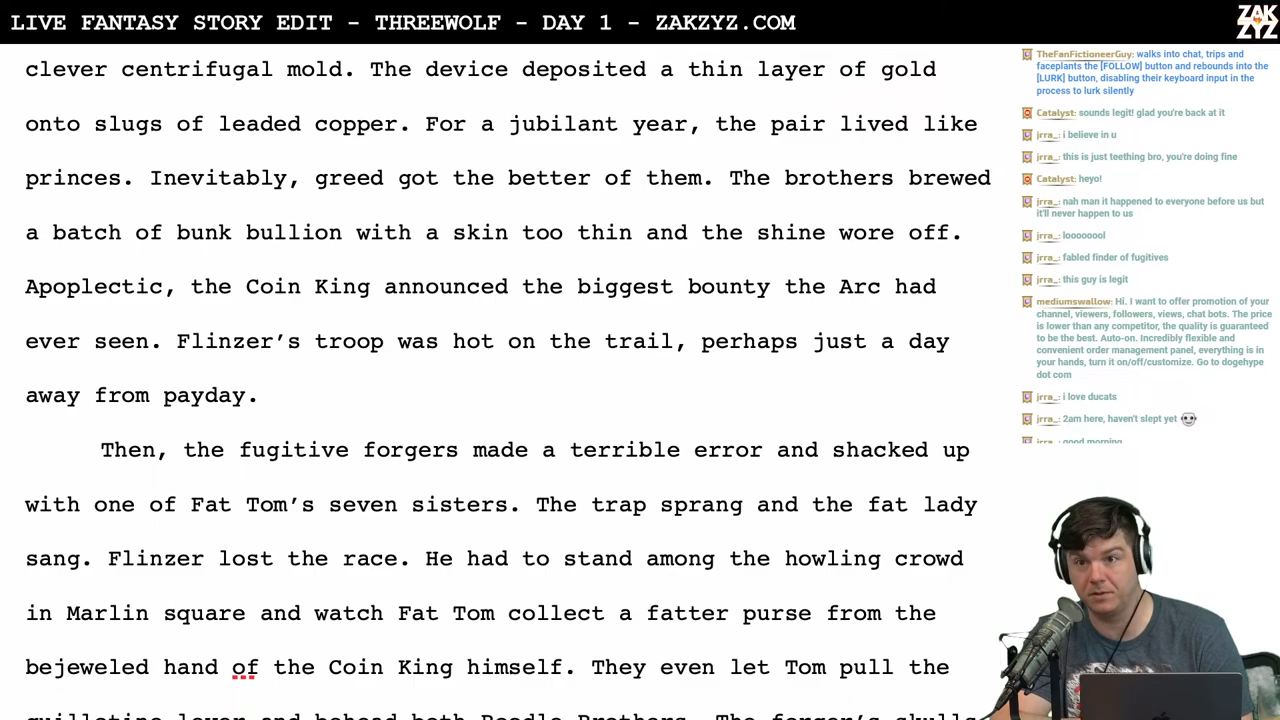 LIVE FANTASY STORY EDIT - THREEWOLF - DAY 1 - ZAKZYZ.COM
ZAK
ZYZ
clever centrifugal mold. The device deposited a thin layer of gold
onto slugs of leaded copper. For a jubilant year, the pair lived like
princes. Inevitably, greed got the better of them. The brothers brewed
a batch of bunk bullion with a skin too thin and the shine wore off.
Apoplectic, the Coin King announced the biggest bounty the Arc had
ever seen. Flinzer’s troop was hot on the trail, perhaps just a day
away from payday.
Then, the fugitive forgers made a terrible error and shacked up
with one of Fat Tom’s seven sisters. The trap sprang and the fat lady
sang. Flinzer lost the race. He had to stand among the howling crowd
in Marlin square and watch Fat Tom collect a fatter purse from the
bejeweled hand of the Coin King himself. They even let Tom pull the
guillotine lever and behead both Beedle Brothers. The forger’s skulls
TheFanFictioneerGuy: walks into chat, trips and
faceplants the [FOLLOW] button and rebounds into the
[LURK] button, disabling their keyboard input in the
process to lurk silently
Catalyst: sounds legit! glad you're back at it
jrra_: i believe in u
jrra_: this is just teething bro, you're doing fine
Catalyst: heyo!
jrra_: nah man it happened to everyone before us but
it'll never happen to us
jrra_: looooool
jrra_: fabled finder of fugitives
jrra_: this guy is legit
mediumswallow: Hi. I want to offer promotion of your
channel, viewers, followers, views, chat bots. The price
is lower than any competitor, the quality is guaranteed
to be the best. Auto-on. Incredibly flexible and
convenient order management panel, everything is in
your hands, turn it on/off/customize. Go to dogehype
dot com
jrra_: i love ducats
jrra_: 2am here, haven't slept yet
jrra_: good morning